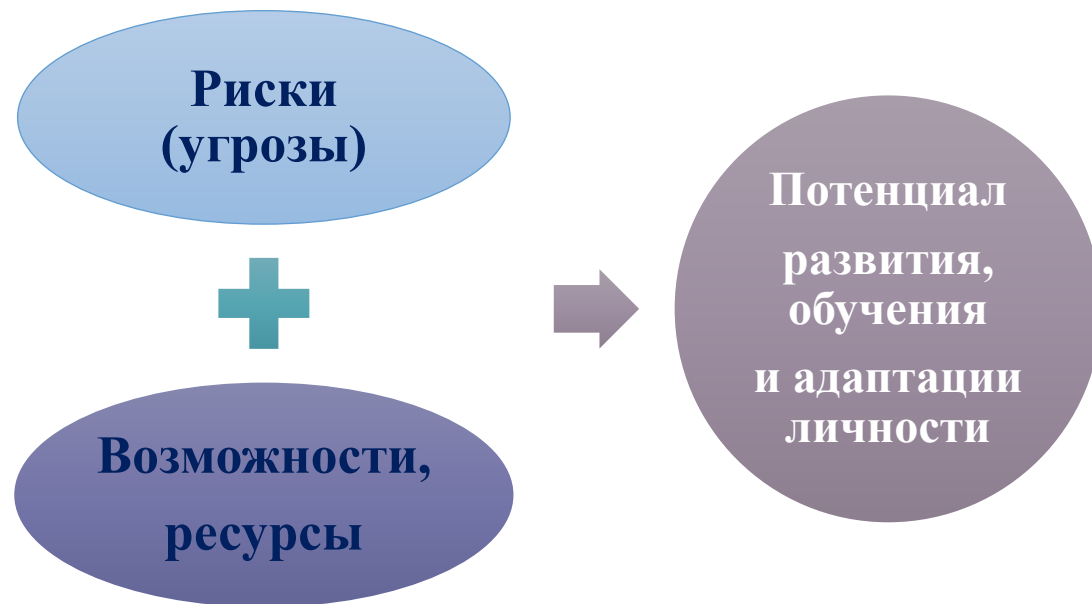 Риски
(угрозы)
Возможности,
ресурсы
Потенциал
развития,
обучения
и адаптации
личности